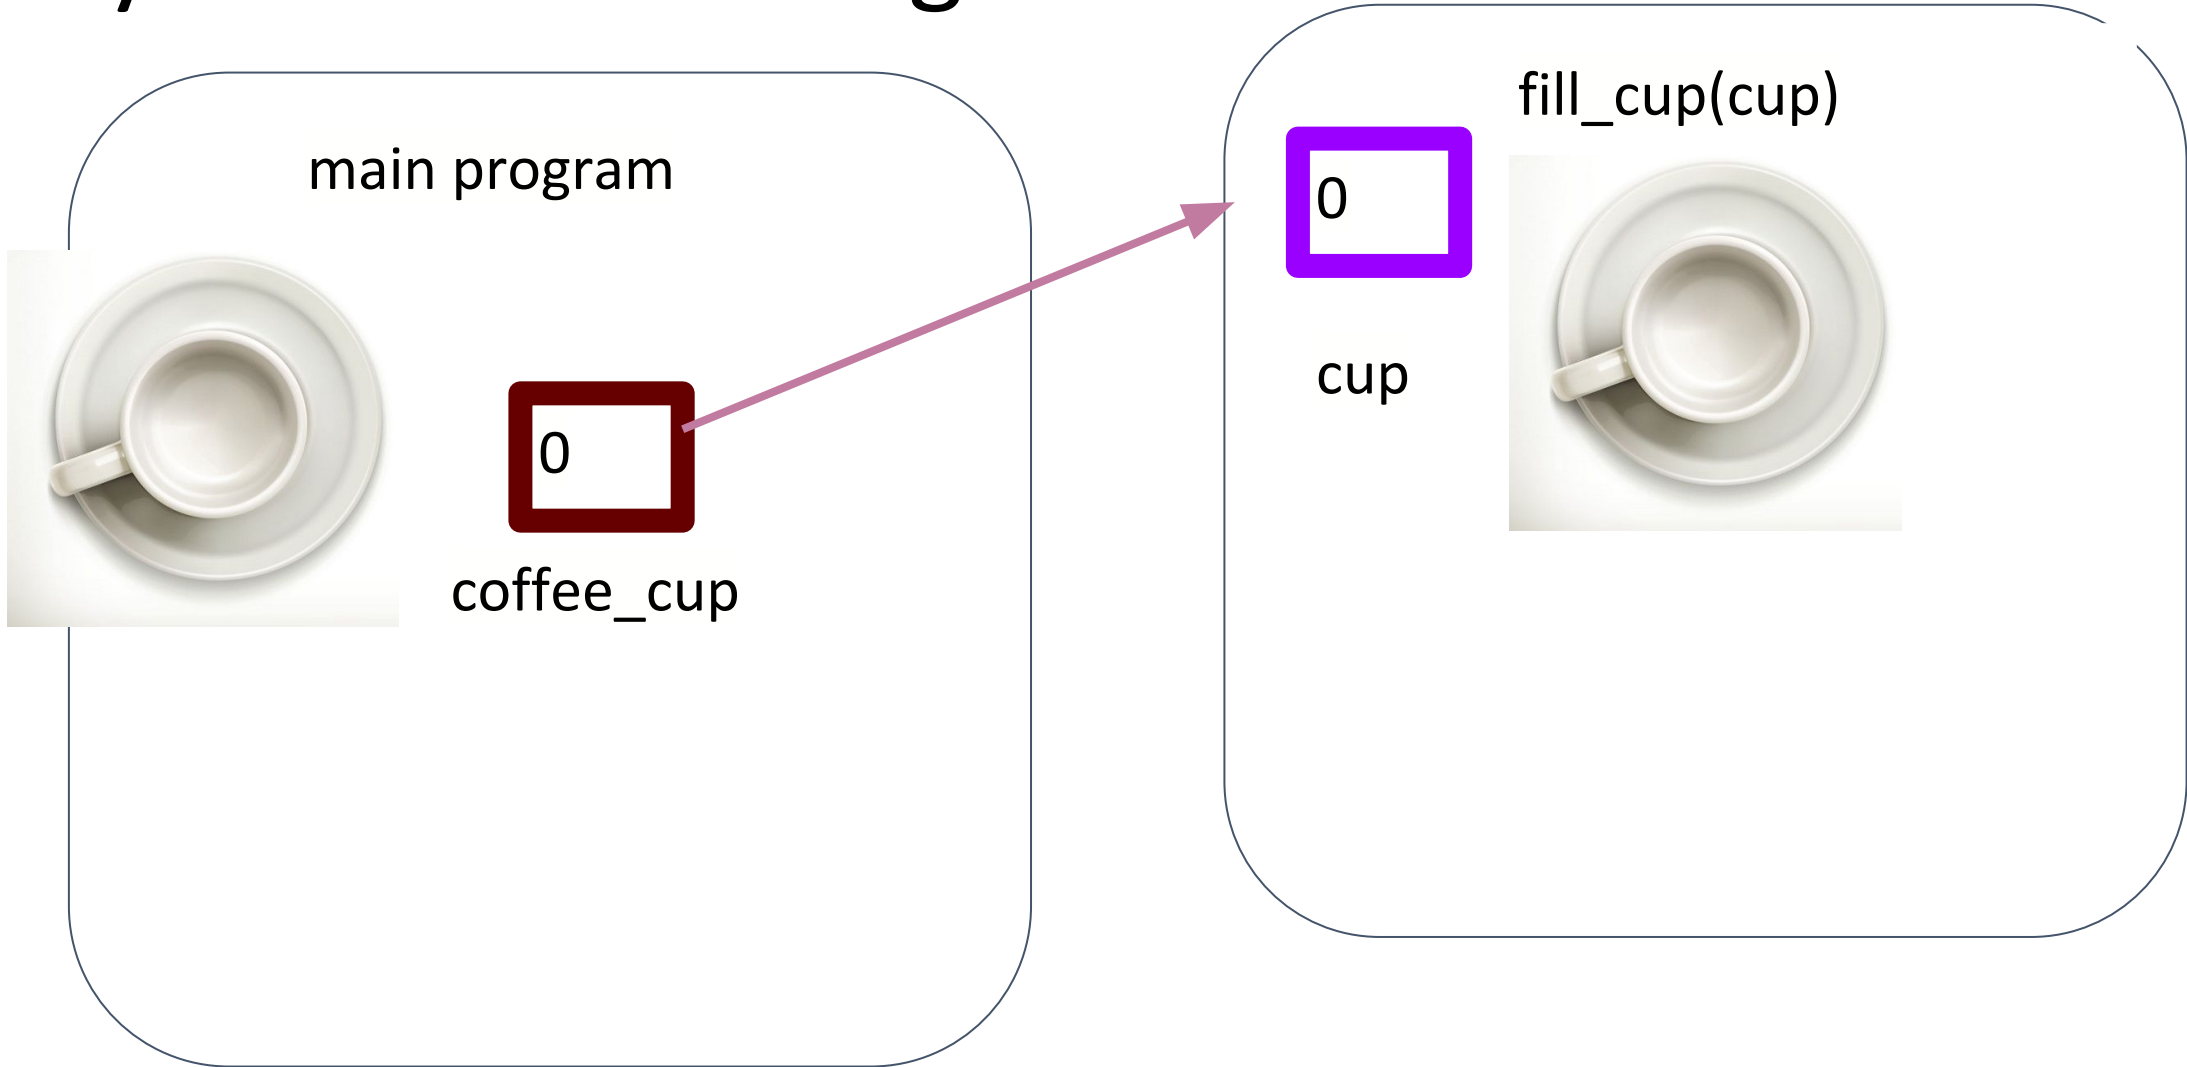 main program
0
coffee_cup
fill_cup(cup)
0
cup